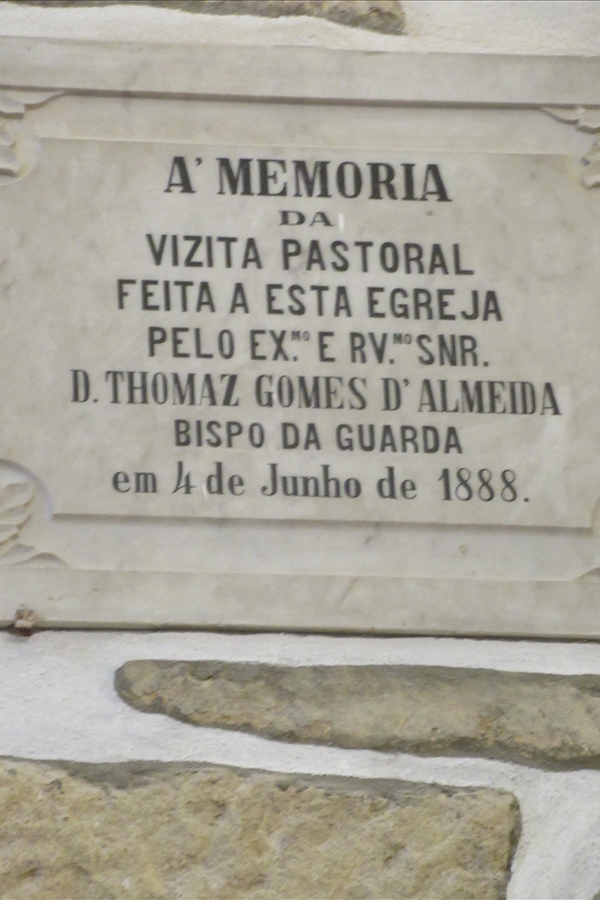 A' MEMORIA
DA
VIZITA PASTORAL
FEITA A ESTA EGREJA
PELO EX.MO E RV.MO SNR.
D. THOMAZ GOMES D'ALMEIDA
BISPO DA GUARDA
em 4 de Junho de 1888.